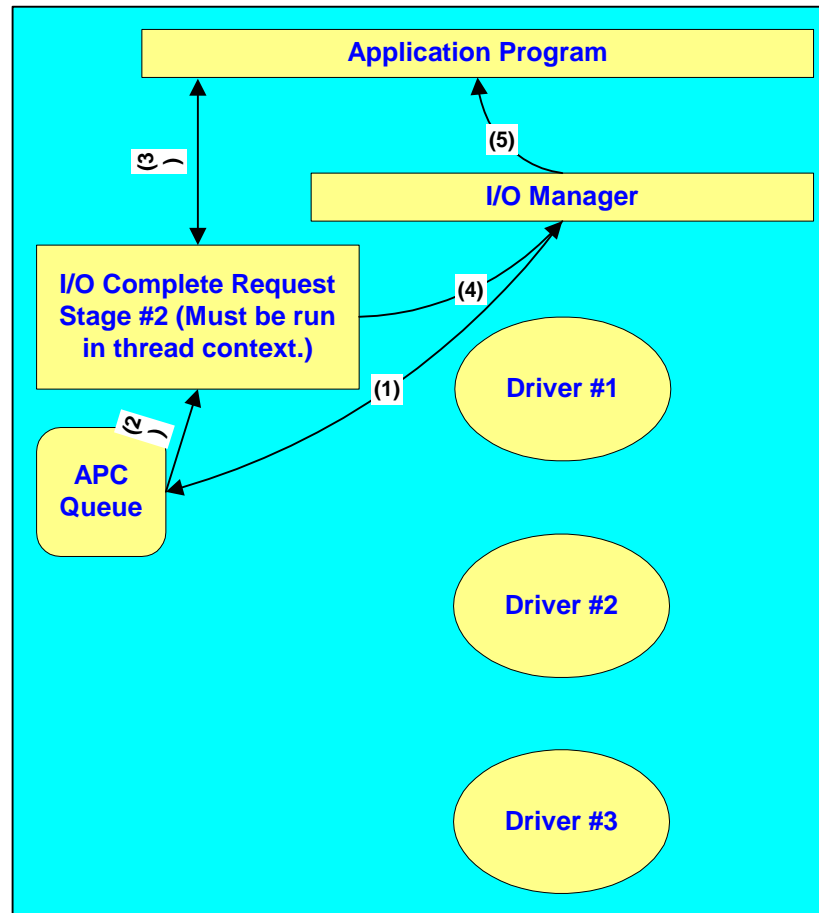 Application Program
(5)
(3
)
I/O Manager
I/O Complete Request
Stage #2 (Must be run
in thread context.)
(4)
(1)
Driver #1
(2
)
APC
Queue
Driver #2
Driver #3